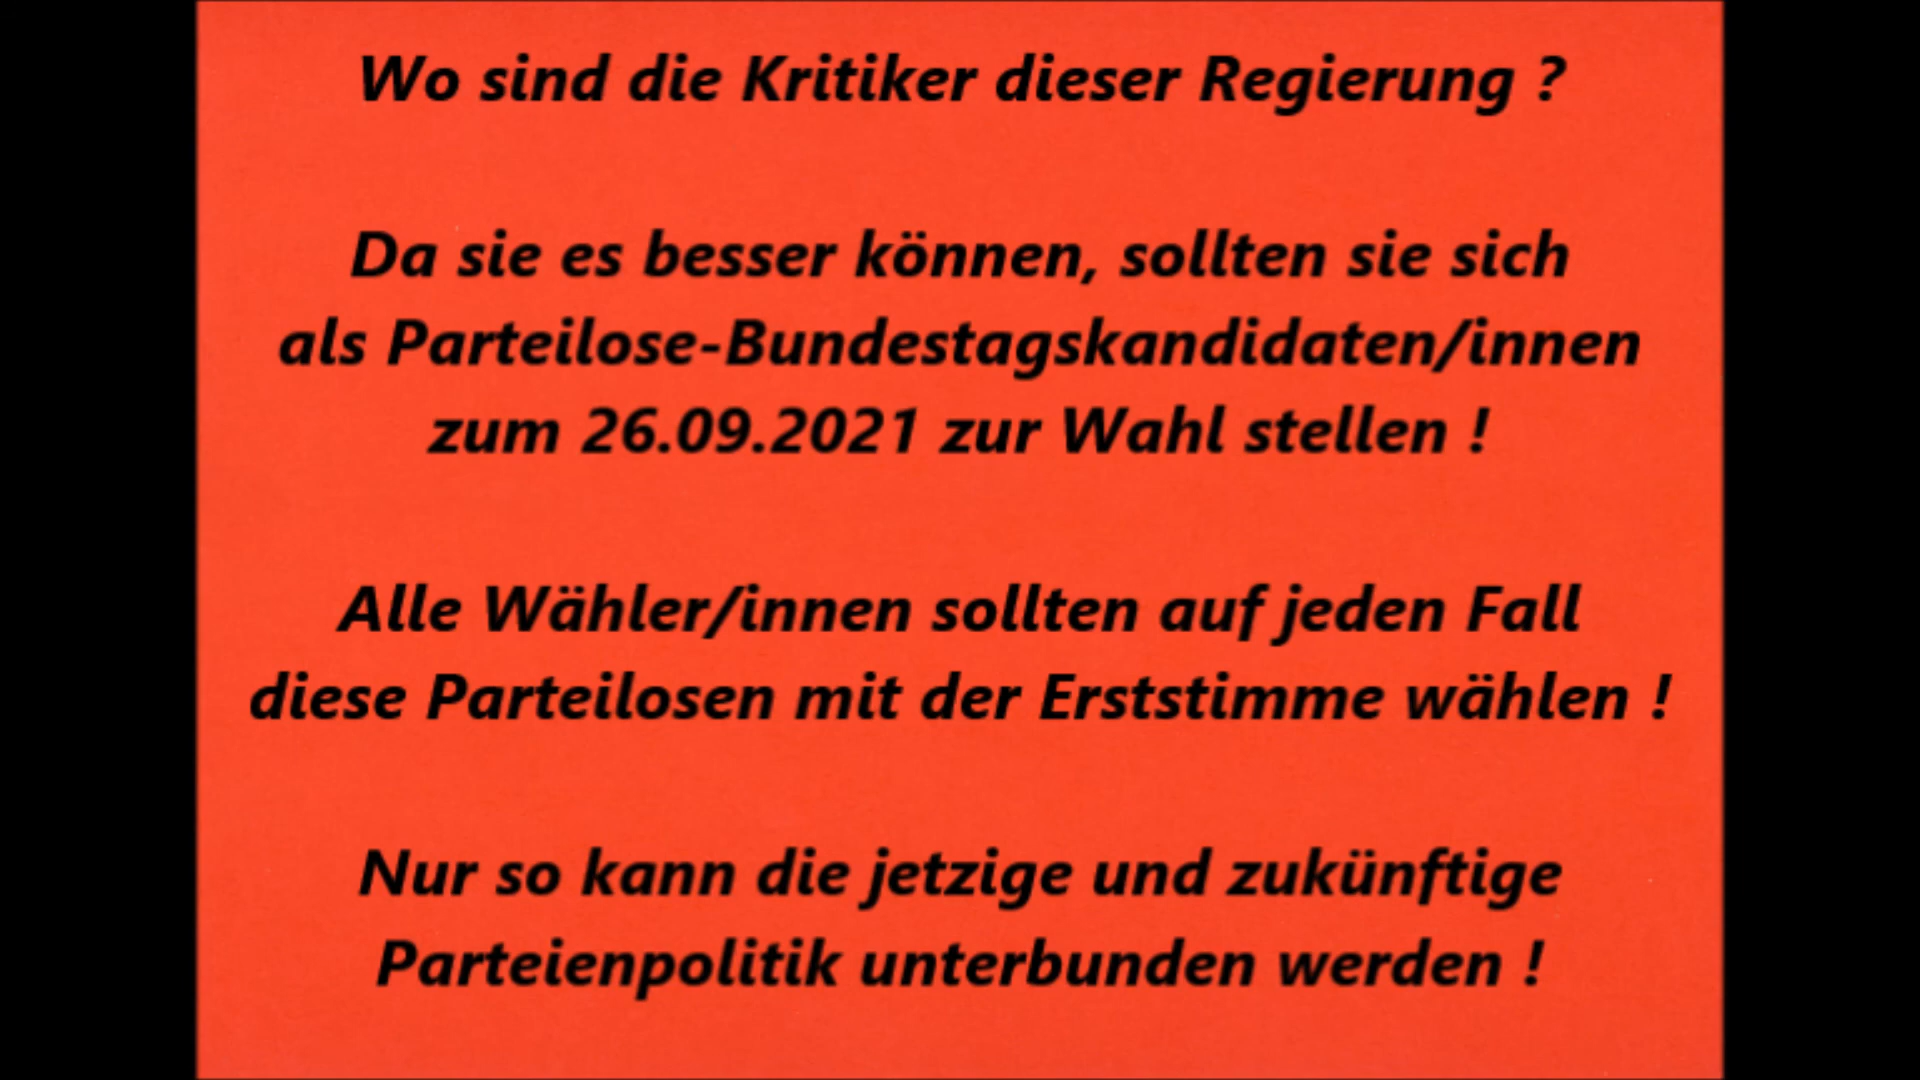 Wo sind die Kritiker dieser Regierung ?
Da sie es besser können, sollten sie sich
als Parteilose-Bundestagskandidaten/innen
zum 26.09.2021 zur Wahl stellen !
Alle Wähler/innen sollten auf jeden Fall
diese Parteilosen mit der Erststimme wählen !
Nur so kann die jetzige und zukünftige
Parteienpolitik unterbunden werden !